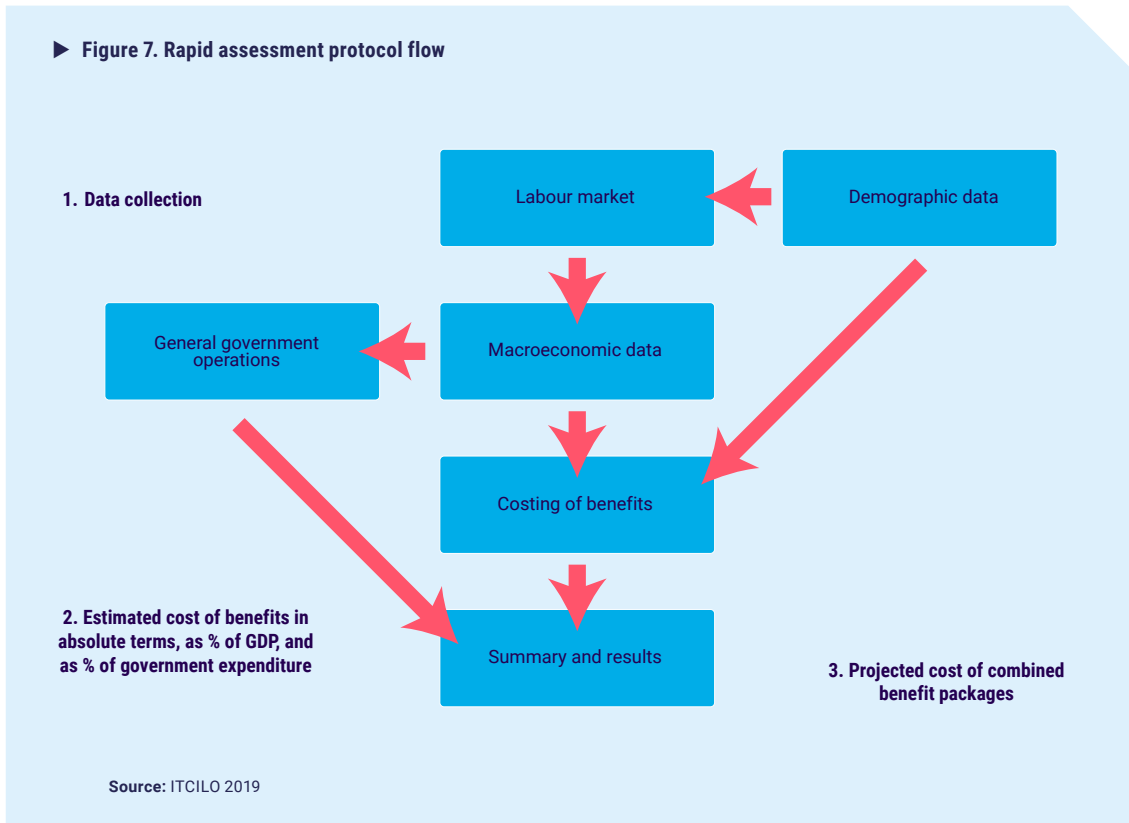 ▶ Figure 7. Rapid assessment protocol flow
1. Data collection
Labour market
Demographic data
General government
operations
Macroeconomic data
Costing of benefits
2. Estimated cost of benefits in
absolute terms, as % of GDP, and
as % of government expenditure
Summary and results
3. Projected cost of combined
benefit packages
Source: ITCILO 2019